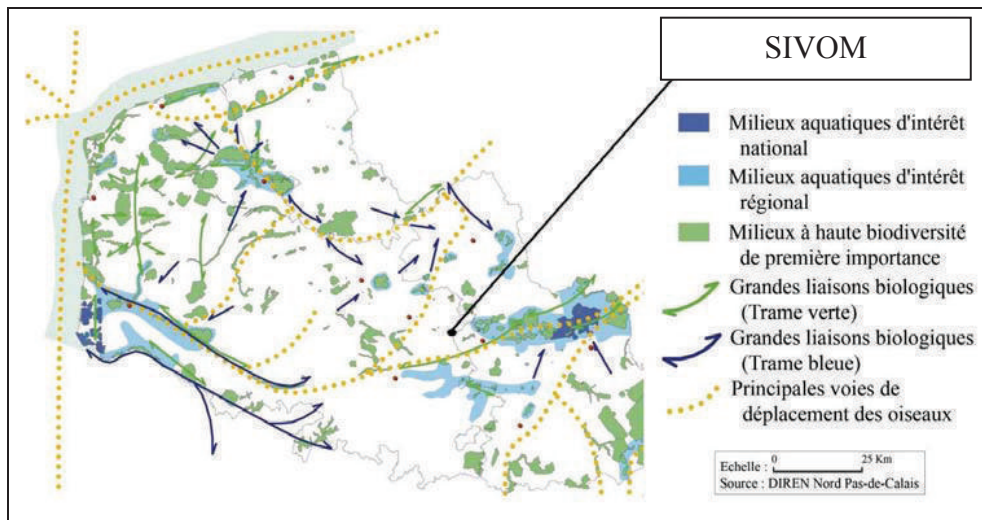 SIVOM
Milieux aquatiques d'intérêt
national
Milieux aquatiques d'intérêt
régional
Milieux à haute biodiversité
de première importance
Grandes liaisons biologiques
(Trame verte)
Grandes liaisons biologiques
(Trame bleue)
Principales voies de
déplacement des oiseaux
Echelle : 0 25 Km
Source : DIREN Nord Pas-de-Calais